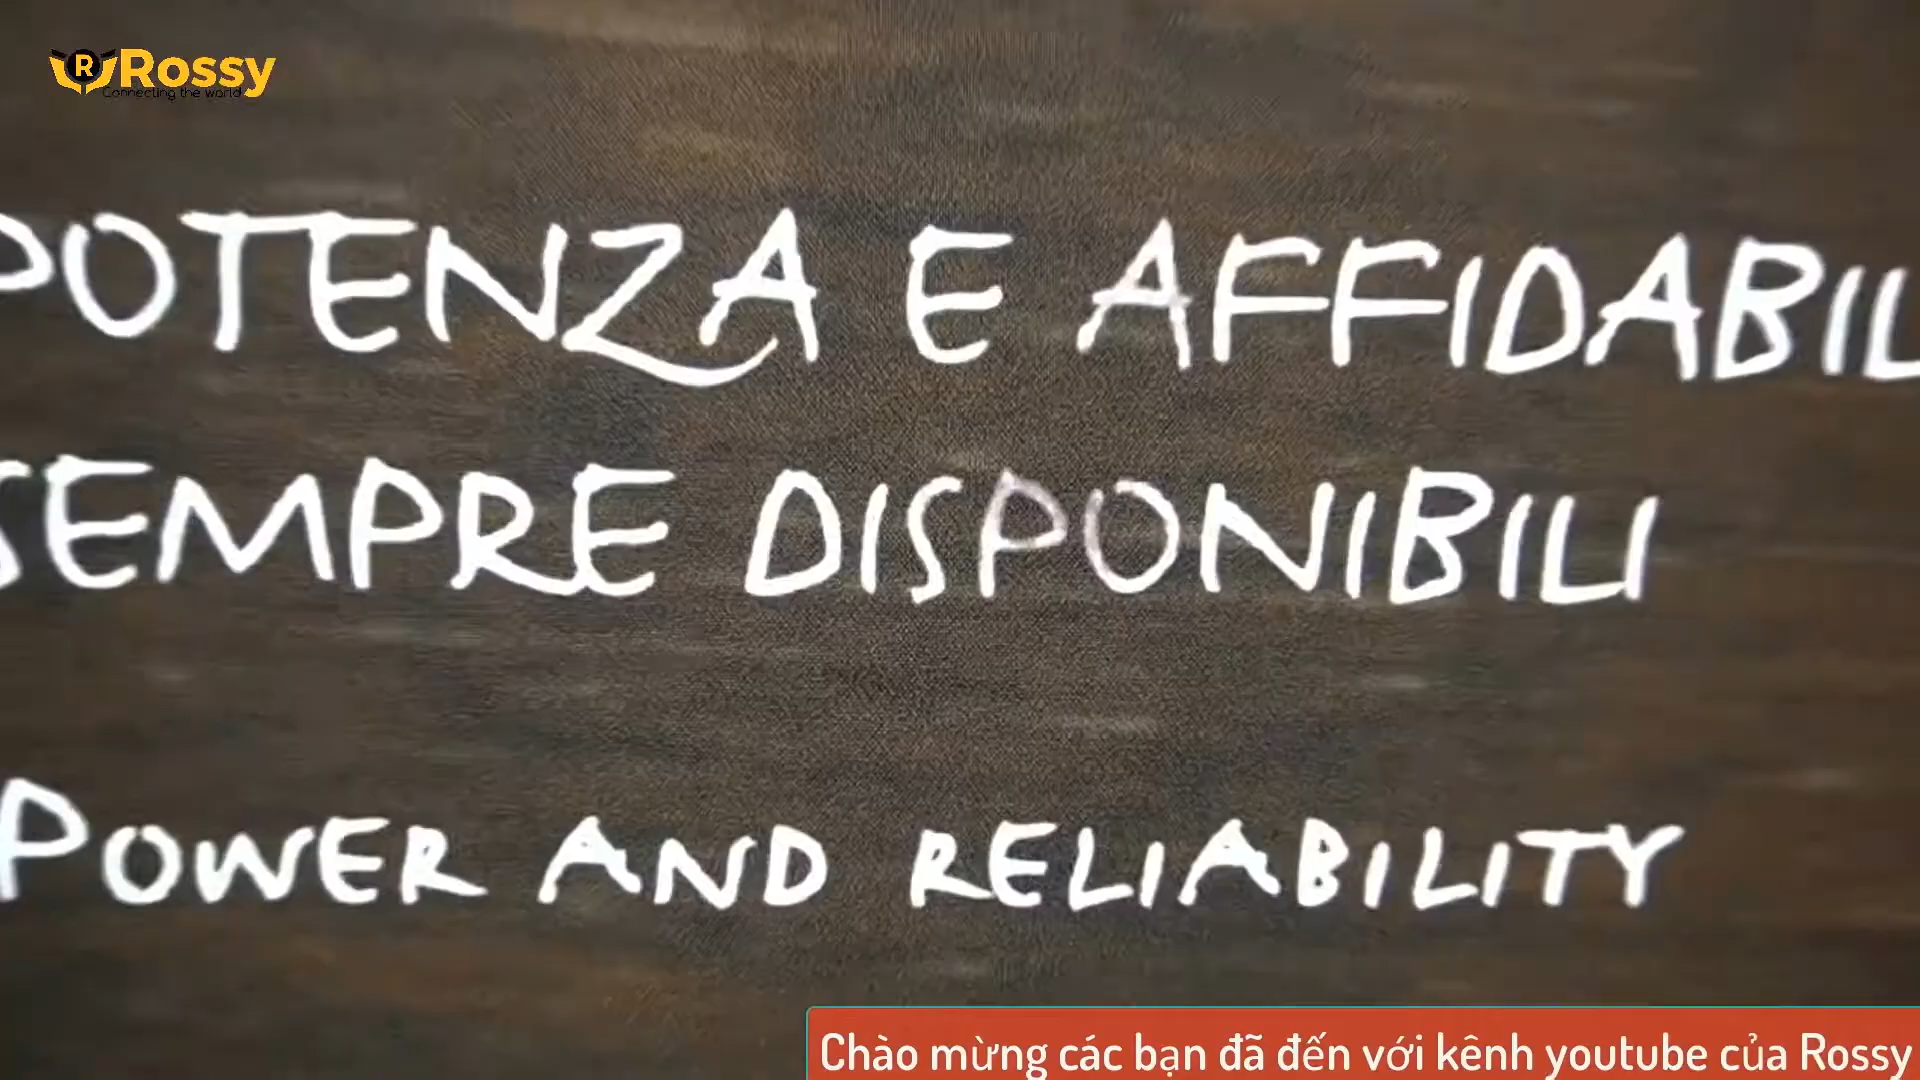 R Rossy
Connecting the world
POTENZA E AFFIDABIL
SEMPRE DISPONIBILI
POWER AND RELIABILITY
Chào mừng các bạn đã đến với kênh youtube của Rossy